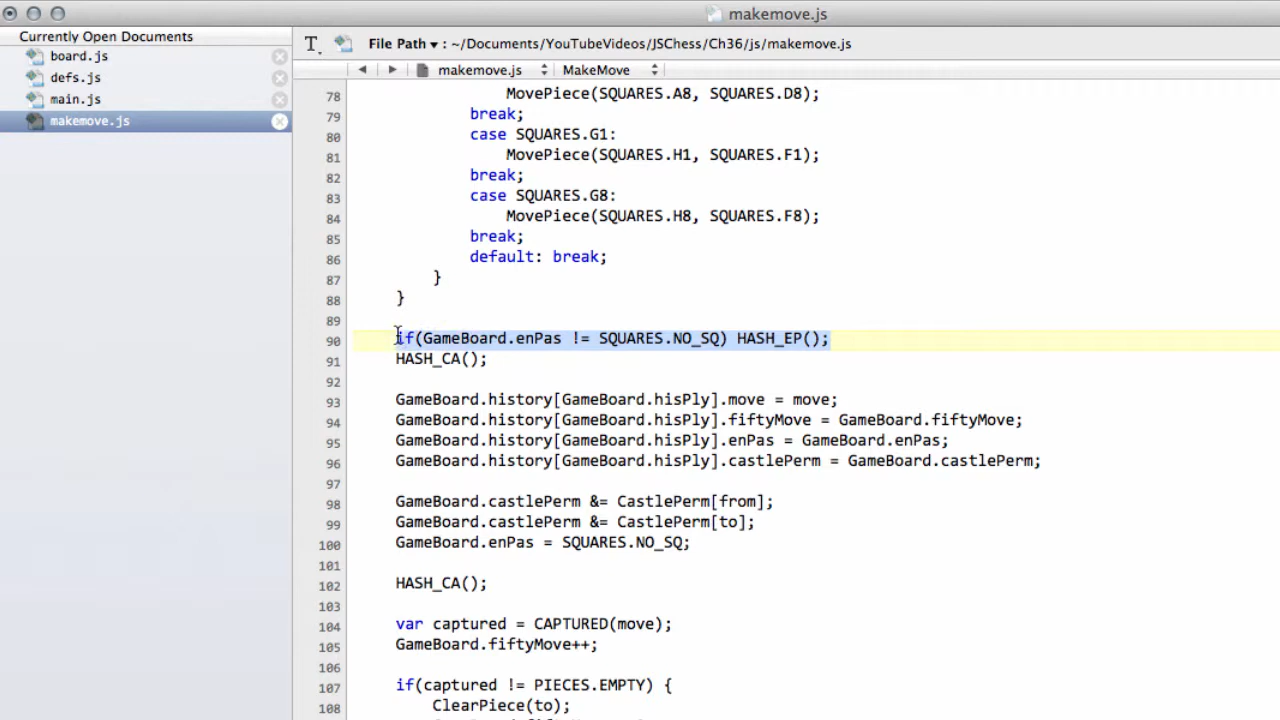 makemove.js
Currently Open Documents
board.js
defs.js
main.js
makemove.js
T. File Path ▾ : ~/Documents/YouTubeVideos/JSChess/Ch36/js/makemove.js
makemove.js MakeMove
78 MovePiece(SQUARES.A8, SQUARES.D8);
79 break;
80 case SQUARES.G1:
81 MovePiece(SQUARES.H1, SQUARES.F1);
82 break;
83 case SQUARES.G8:
84 MovePiece(SQUARES.H8, SQUARES.F8);
85 break;
86 default: break;
87 }
88 }
89
90 if(GameBoard.enPas != SQUARES.NO_SQ) HASH_EP();
91 HASH_CA();
92
93 GameBoard.history[GameBoard.hisPly].move = move;
94 GameBoard.history[GameBoard.hisPly].fiftyMove = GameBoard.fiftyMove;
95 GameBoard.history[GameBoard.hisPly].enPas = GameBoard.enPas;
96 GameBoard.history[GameBoard.hisPly].castlePerm = GameBoard.castlePerm;
97
98 GameBoard.castlePerm &= CastlePerm[from];
99 GameBoard.castlePerm &= CastlePerm[to];
100 GameBoard.enPas = SQUARES.NO_SQ;
101
102 HASH_CA();
103
104 var captured = CAPTURED(move);
105 GameBoard.fiftyMove++;
106
107 if(captured != PIECES.EMPTY) {
108 ClearPiece(to);